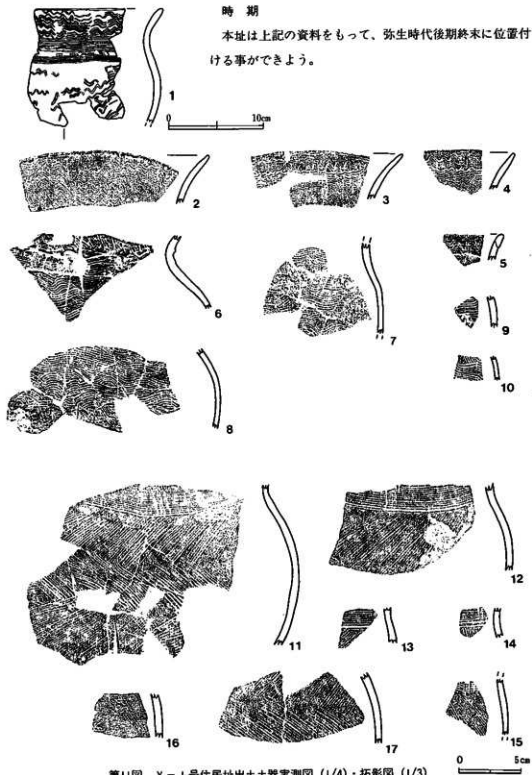 時期
本址は上記の資料をもって、弥生時代後期終末に位置付
ける事ができよう。
1
0 10cm
2
3
4
5
6
7
8
9
10
11
12
13
14
15
16
17
第11図 Y－1号住居址出土土器実測図（1/4）・拓影図（1/3）
0 5cm